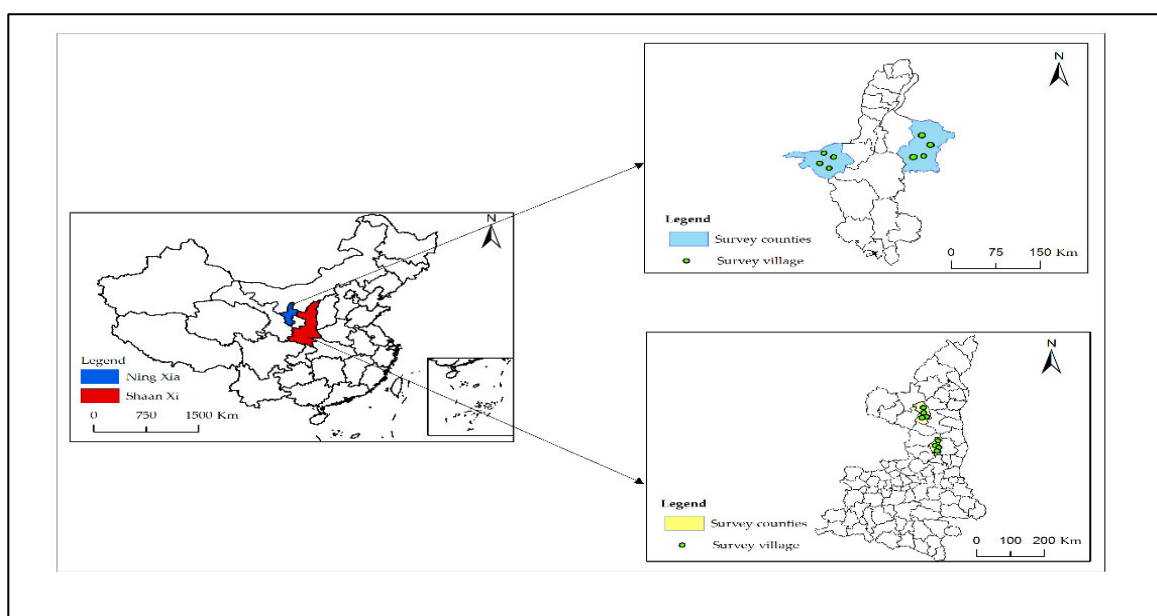 N
Legend
Ning Xia
Shaan Xi
0 750 1500 Km
N
Legend
Survey counties
Survey village
0 75 150 Km
N
Legend
Survey counties
Survey village
0 100 200 Km